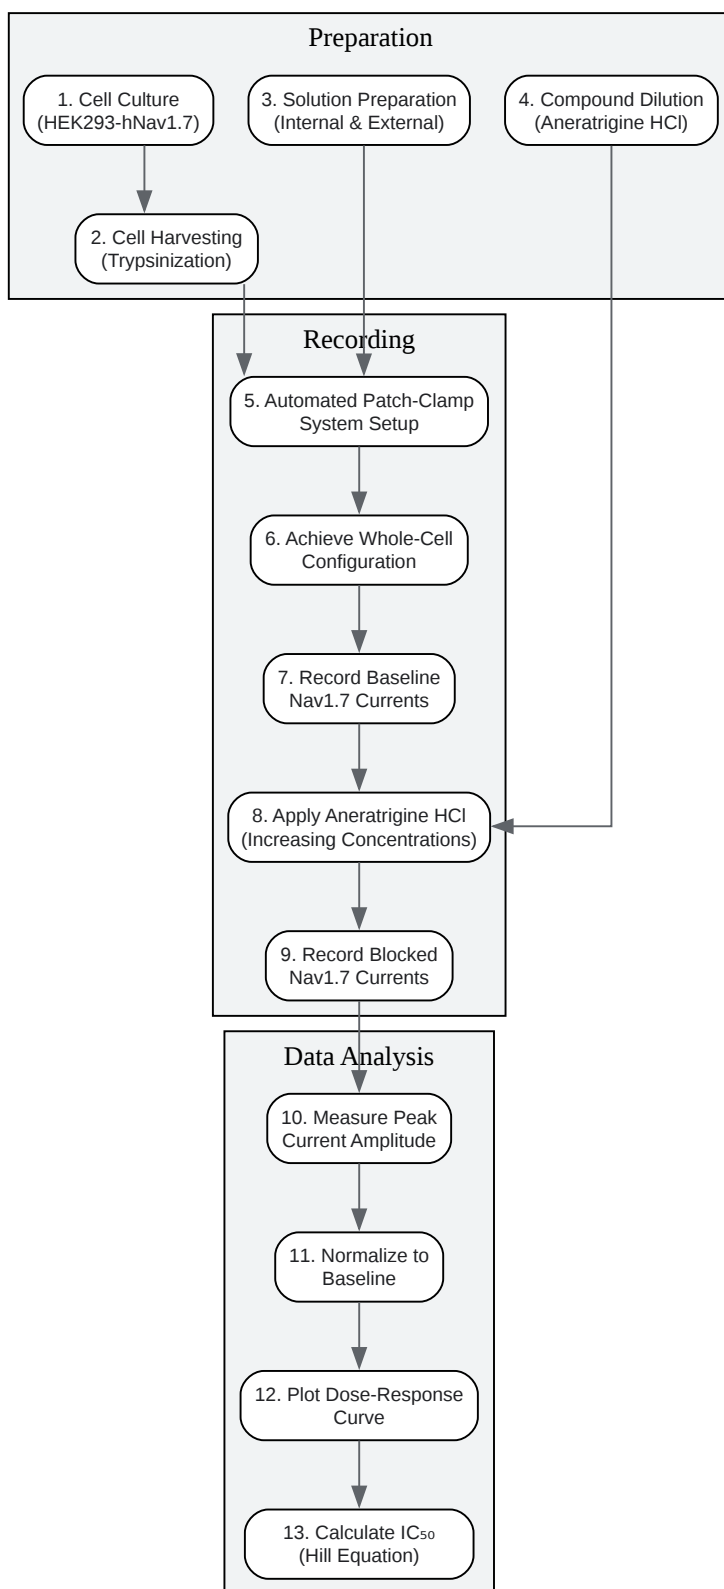 Preparation
1. Cell Culture
(HEK293-hNav1.7)
3. Solution Preparation
(Internal & External)
4. Compound Dilution
(Aneratrigine HCl)
2. Cell Harvesting
(Trypsinization)
Recording
5. Automated Patch-Clamp
System Setup
6. Achieve Whole-Cell
Configuration
7. Record Baseline
Nav1.7 Currents
8. Apply Aneratrigine HCl
(Increasing Concentrations)
9. Record Blocked
Nav1.7 Currents
Data Analysis
10. Measure Peak
Current Amplitude
11. Normalize to
Baseline
12. Plot Dose-Response
Curve
13. Calculate IC₅₀
(Hill Equation)